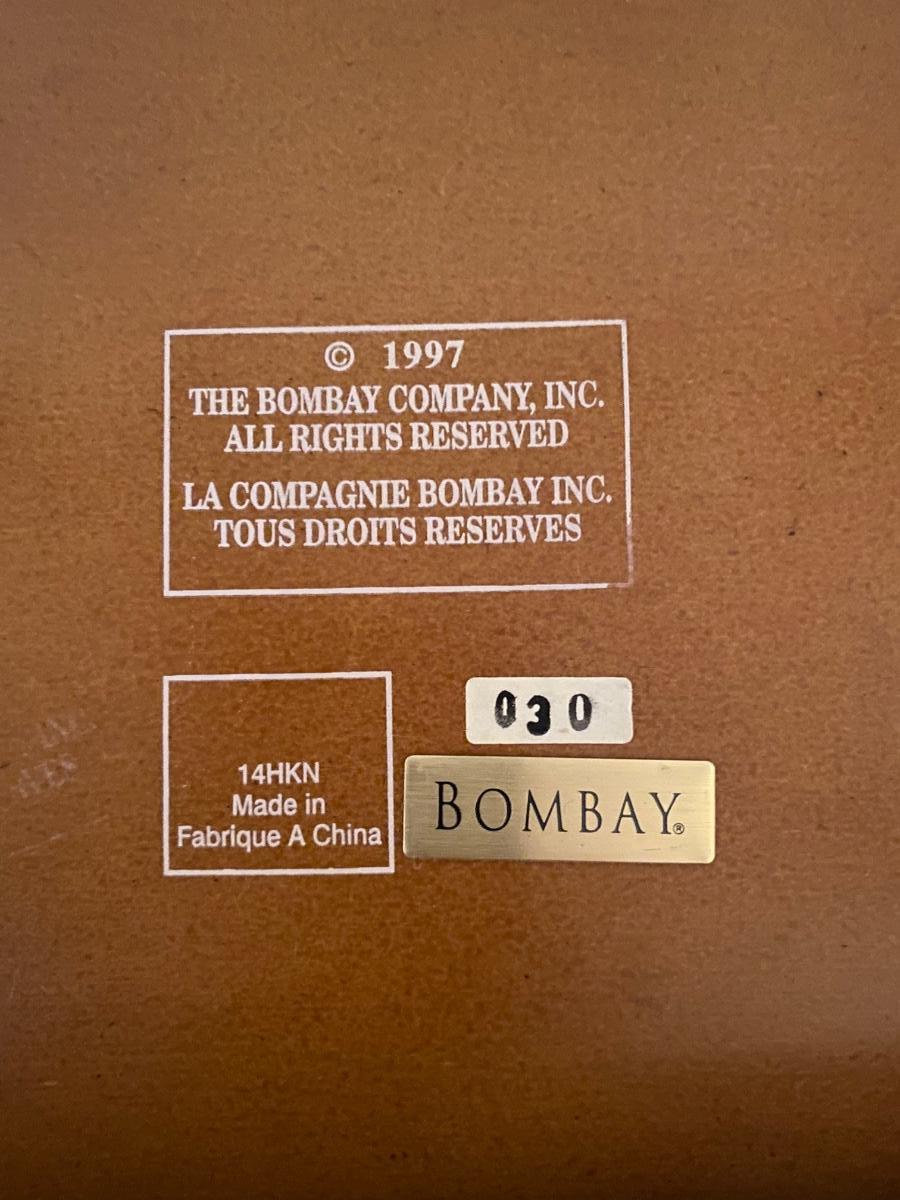 © 1997
THE BOMBAY COMPANY, INC.
ALL RIGHTS RESERVED
LA COMPAGNIE BOMBAY INC.
TOUS DROITS RESERVES
030
14HKN
Made in
Fabrique A China
BOMBAY®